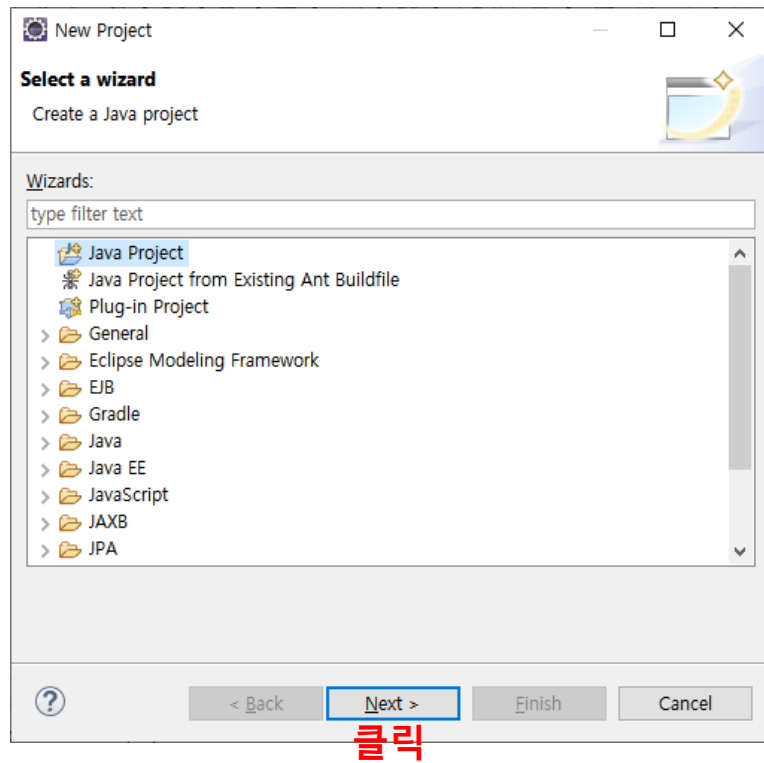 New Project
Select a wizard
Create a Java project
Wizards:
type filter text
Java Project
Java Project from Existing Ant Buildfile
Plug-in Project
General
Eclipse Modeling Framework
EJB
Gradle
Java
Java EE
JavaScript
JAXB
JPA
< Back Next > Finish Cancel
클릭